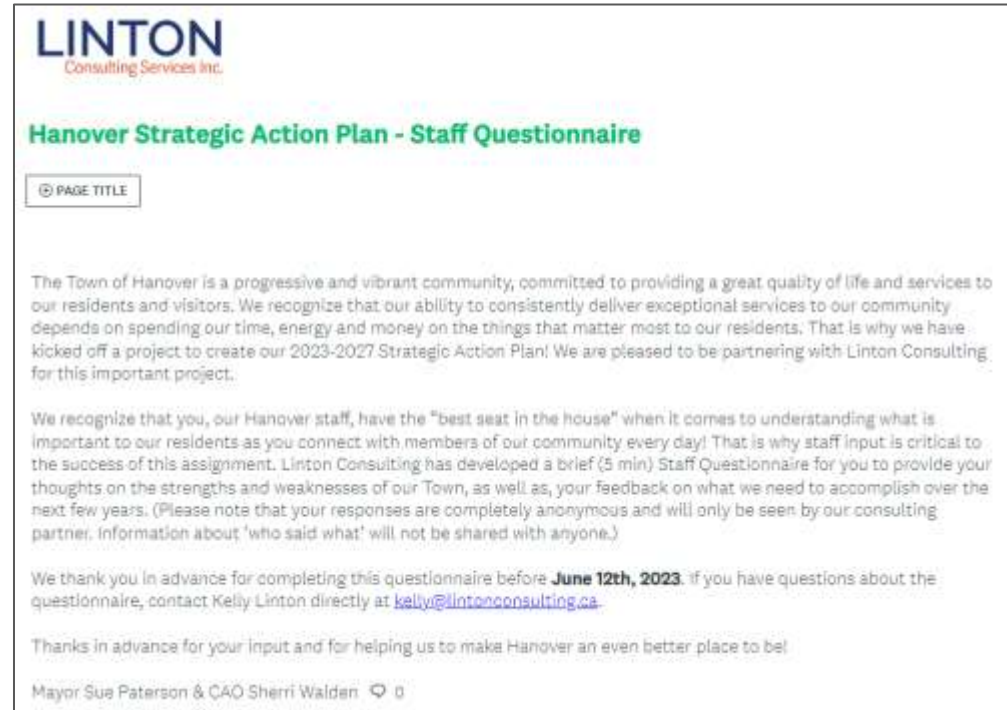 LINTON
Consulting Services Inc.
Hanover Strategic Action Plan - Staff Questionnaire
⊕ PAGE TITLE
The Town of Hanover is a progressive and vibrant community, committed to providing a great quality of life and services to
our residents and visitors. We recognize that our ability to consistently deliver exceptional services to our community
depends on spending our time, energy and money on the things that matter most to our residents. That is why we have
kicked off a project to create our 2023-2027 Strategic Action Plan! We are pleased to be partnering with Linton Consulting
for this important project.
We recognize that you, our Hanover staff, have the "best seat in the house" when it comes to understanding what is
important to our residents as you connect with members of our community every day! That is why staff input is critical to
the success of this assignment. Linton Consulting has developed a brief (5 min) Staff Questionnaire for you to provide your
thoughts on the strengths and weaknesses of our Town, as well as, your feedback on what we need to accomplish over the
next few years. (Please note that your responses are completely anonymous and will only be seen by our consulting
partner. Information about 'who said what' will not be shared with anyone.)
We thank you in advance for completing this questionnaire before June 12th, 2023. If you have questions about the
questionnaire, contact Kelly Linton directly at kelly@lintonconsulting.ca.
Thanks in advance for your input and for helping us to make Hanover an even better place to be!
Mayor Sue Paterson & CAO Sherri Walden 0